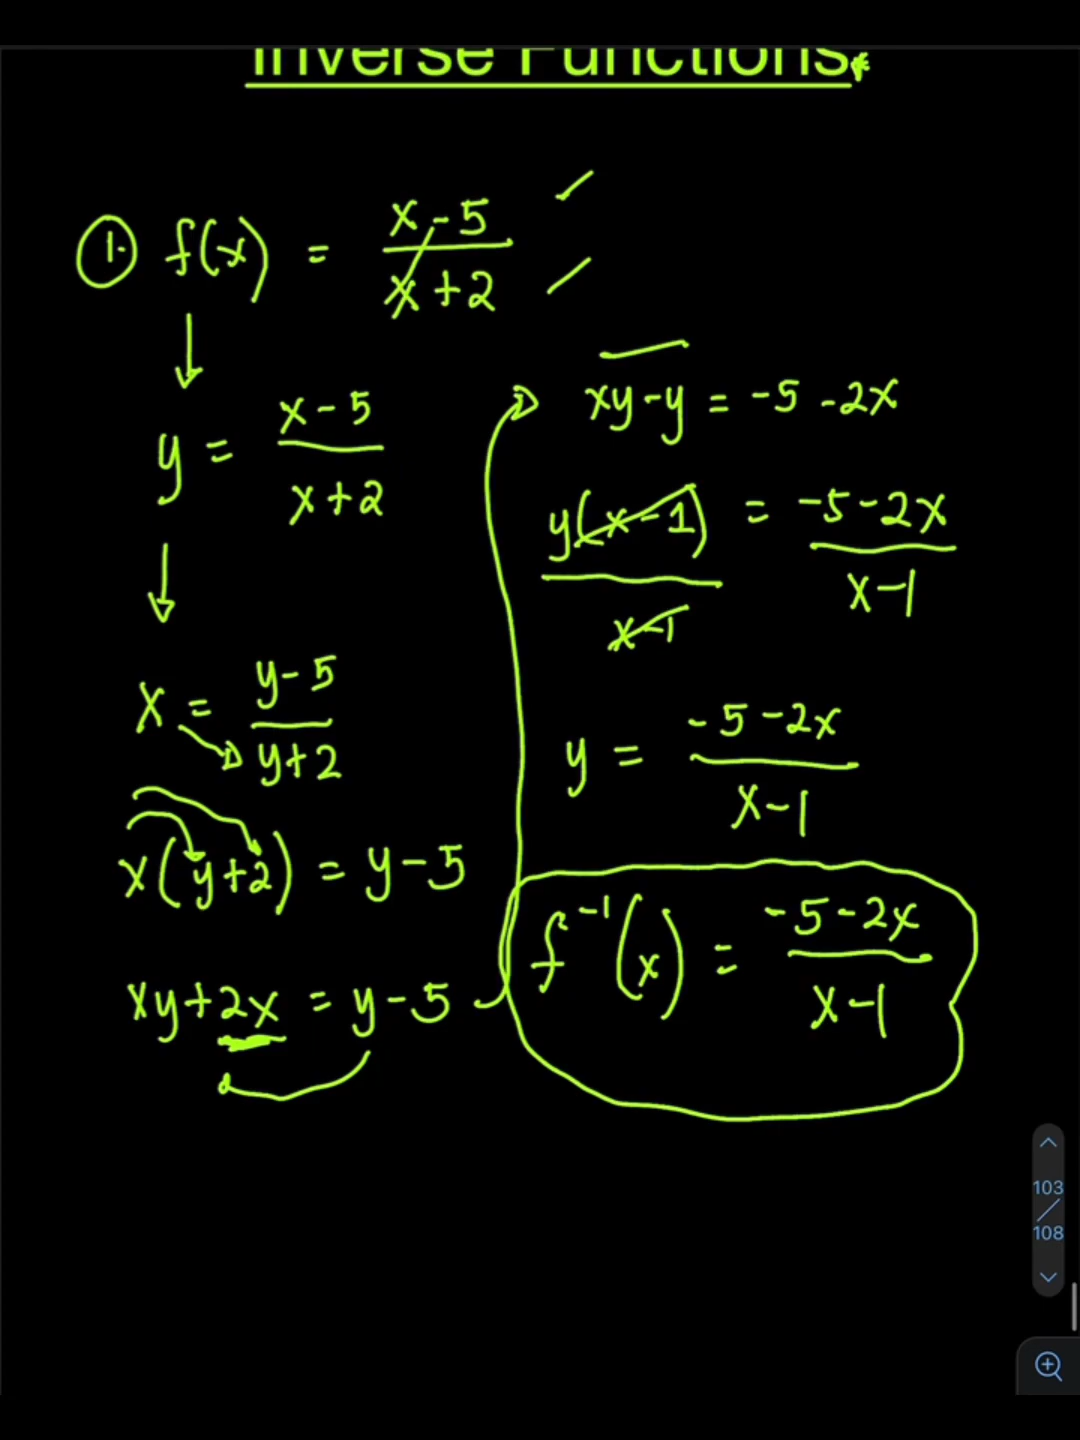 Inverse Functions
1. f(x) = x-5/x+2
y = x-5/x+2
x = y-5/y+2
x(y+2) = y-5
xy+2x = y-5
xy-y = -5-2x
y(x-1)/x-1 = -5-2x/x-1
y = -5-2x/x-1
f⁻¹(x) = -5-2x/x-1
103
/
108